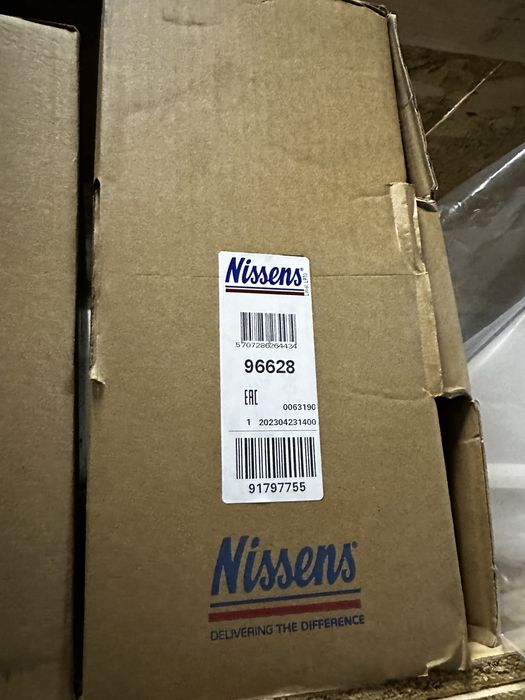 Nissens®
5707286264434
96628
EAC
0063190
1 202304231400
91797755
Nissens®
DELIVERING THE DIFFERENCE